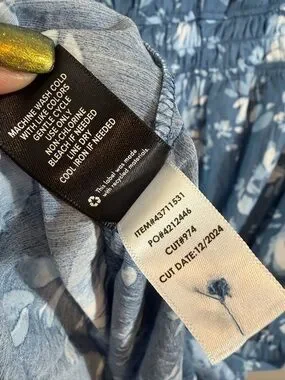 MACHINE WASH COLD
WITH LIKE COLORS
GENTLE CYCLE
USE ONLY
NON-CHLORINE
BLEACH IF NEEDED
LINE DRY
COOL IRON IF NEEDED
This label was made
with recycled materials.
ITEM#43711531
PO#4212446
CUT#974
CUT DATE:12/2024